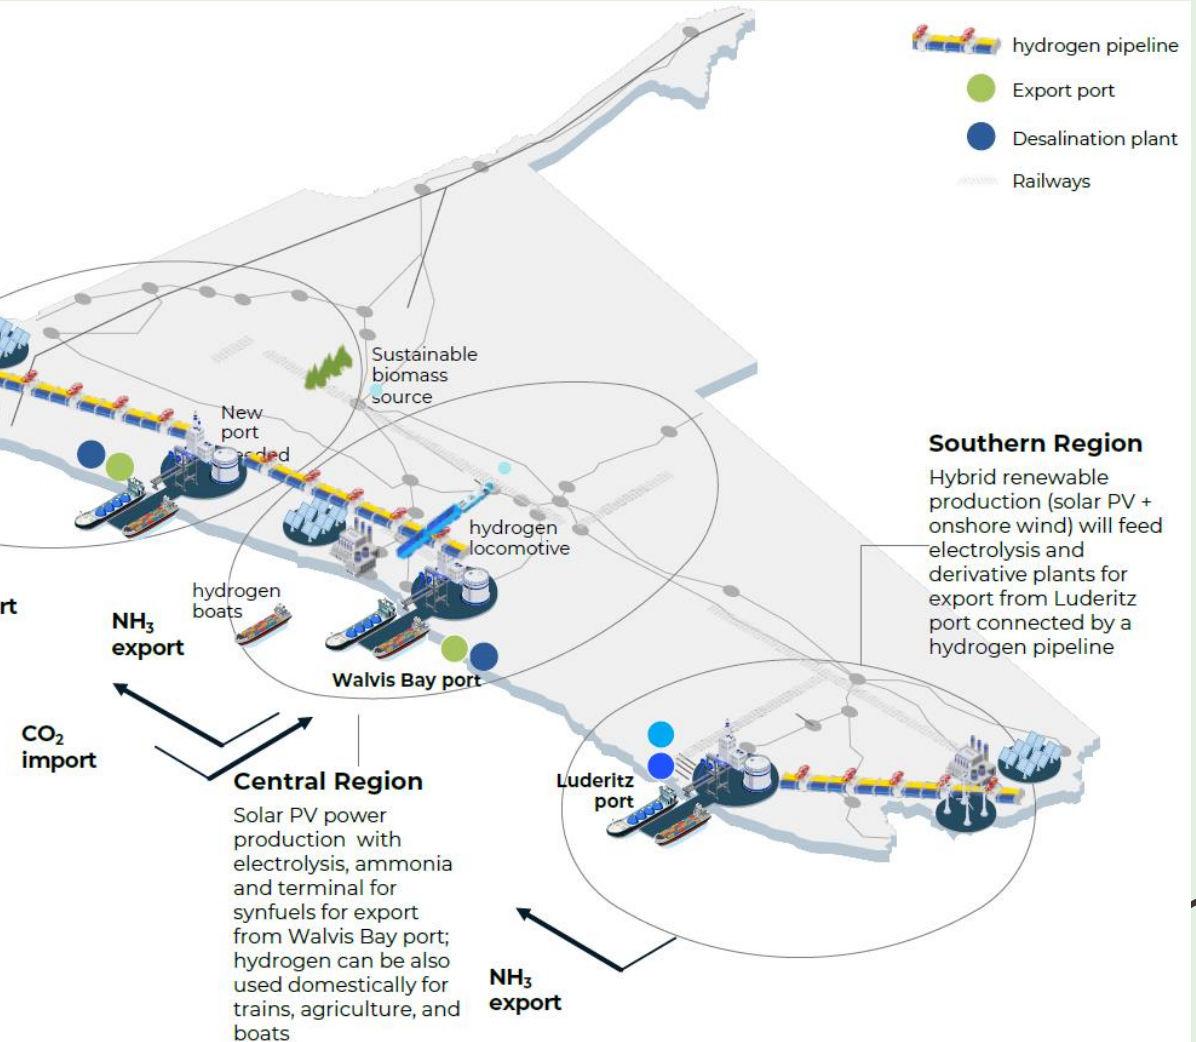 hydrogen pipeline
Export port
Desalination plant
Railways
Sustainable
biomass
source
New
port
hydrogen
locomotive
hydrogen
boats
Walvis Bay port
rt
NH₃
export
CO₂
import
Central Region
Solar PV power
production with
electrolysis, ammonia
and terminal for
synfuels for export
from Walvis Bay port;
hydrogen can be also
used domestically for
trains, agriculture, and
boats
Southern Region
Hybrid renewable
production (solar PV +
onshore wind) will feed
electrolysis and
derivative plants for
export from Luderitz
port connected by a
hydrogen pipeline
Luderitz
port
NH₃
export